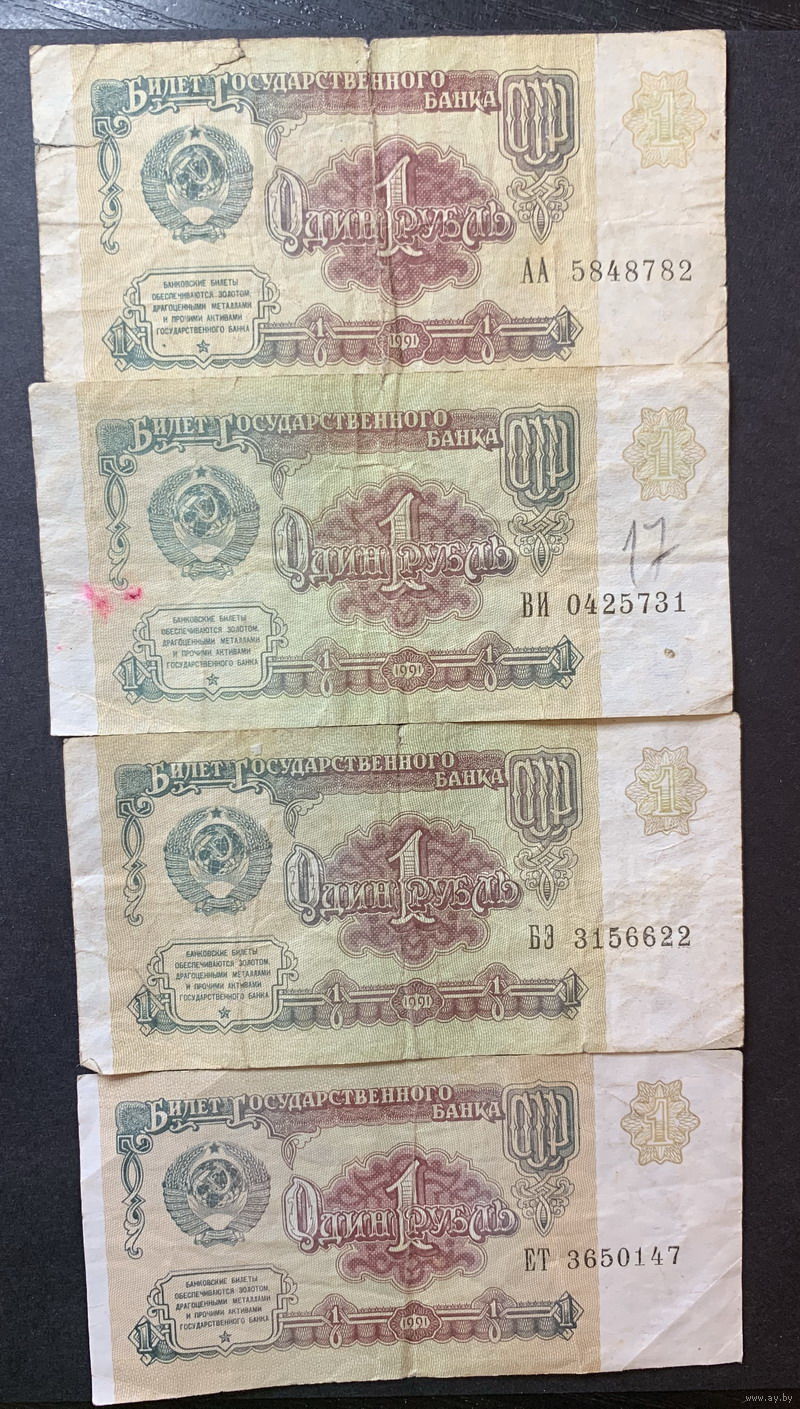 Билет Государственного
Банка СССР
1
Один 1 рубль
АА 5848782
БАНКОВСКИЕ БИЛЕТЫ
ОБЕСПЕЧИВАЮТСЯ ЗОЛОТОМ,
ДРАГОЦЕННЫМИ МЕТАЛЛАМИ
И ПРОЧИМИ АКТИВАМИ
ГОСУДАРСТВЕННОГО БАНКА
1 1 1991 1 1
Билет Государственного
Банка СССР
1
17
Один 1 рубль
ВИ 0425731
БАНКОВСКИЕ БИЛЕТЫ
ОБЕСПЕЧИВАЮТСЯ ЗОЛОТОМ,
ДРАГОЦЕННЫМИ МЕТАЛЛАМИ
И ПРОЧИМИ АКТИВАМИ
ГОСУДАРСТВЕННОГО БАНКА
1 1 1991 1 1
Билет Государственного
Банка СССР
1
Один 1 рубль
БЭ 3156622
БАНКОВСКИЕ БИЛЕТЫ
ОБЕСПЕЧИВАЮТСЯ ЗОЛОТОМ,
ДРАГОЦЕННЫМИ МЕТАЛЛАМИ
И ПРОЧИМИ АКТИВАМИ
ГОСУДАРСТВЕННОГО БАНКА
1 1 1991 1 1
Билет Государственного
Банка СССР
1
Один 1 рубль
ЕТ 3650147
БАНКОВСКИЕ БИЛЕТЫ
ОБЕСПЕЧИВАЮТСЯ ЗОЛОТОМ,
ДРАГОЦЕННЫМИ МЕТАЛЛАМИ
И ПРОЧИМИ АКТИВАМИ
ГОСУДАРСТВЕННОГО БАНКА
1 1 1991 1 1
www.ay.by